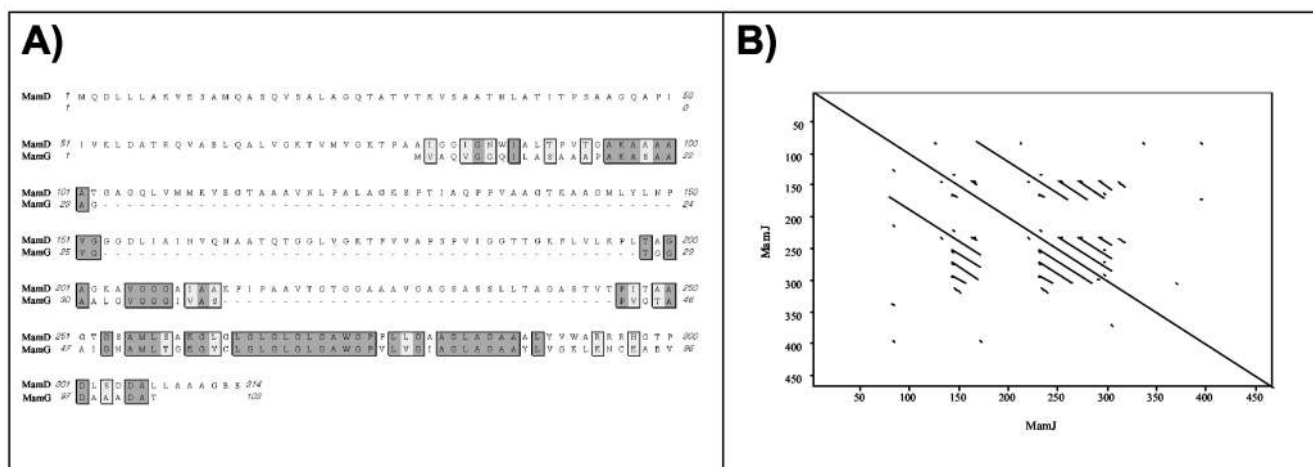 A)
MamD 1 M Q D L L L A K V E S A M Q A S Q V S A L A G Q T A T V T K V S A A T N L A T I T P S A A G Q A P I 50
1 0
MamD 51 I V K L D A T R Q V A S L Q A L V G K T V M V G K T P A A I G G I G N W I A L T P V T G A K A A A A 100
MamG 1 M V A Q V G G Q I L A S A A A P A K A S A A 22
MamD 101 A T G A G Q L V M M K V S G T A A A V N L P A L A G K S P T I A Q P P V A A G T K A A G M L Y L N P 150
MamG 23 A G - - - - - - - - - - - - - - - - - - - - - - - - - - - - - - - - - - - - - - - - - - - - - - - - 24
MamD 151 V G G G D L I A I N V Q N A A T Q T G G L V G K T F V V A P S P V I G G T T G K P L V L K P L T A G 200
MamG 25 V G - - - - - - - - - - - - - - - - - - - - - - - - - - - - - - - - - - - - - - - - - - - - - T G G 29
MamD 201 A G K A V G Q G A I A A K F I P A A V T G T G G A A A V G A G S A S S L L T A G A S T V T P I T A A 250
MamG 30 A A L G V G Q G I V A S - - - - - - - - - - - - - - - - - - - - - - - - - - - - - - - - - P V G T A 46
MamD 251 G T G S A M L S A K G L G L G L G L G L G A W G P F L L G A A G L A G A A A L Y V W A R R R H G T P 300
MamG 47 A I G N A M L T G K G V C L G L G L G L G A W G P V L V G I A G L A G A A Y L V G K L K N C K A E V 96
MamD 301 D L S D D A L L A A A G E E 314
MamG 97 D A A A D A T 103
B)
50
100
150
200
250
300
350
400
450
MamJ
50 100 150 200 250 300 350 400 450
MamJ